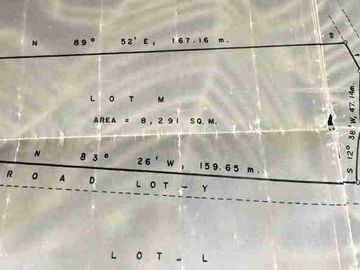 N 89° 52' E, 167.16 m.
2
LOT M
AREA = 8,291 SQ.M.
S 12° 38' W, 47.14m.
N 83° 26' W, 159.65 m.
ROAD LOT-Y
LOT-L